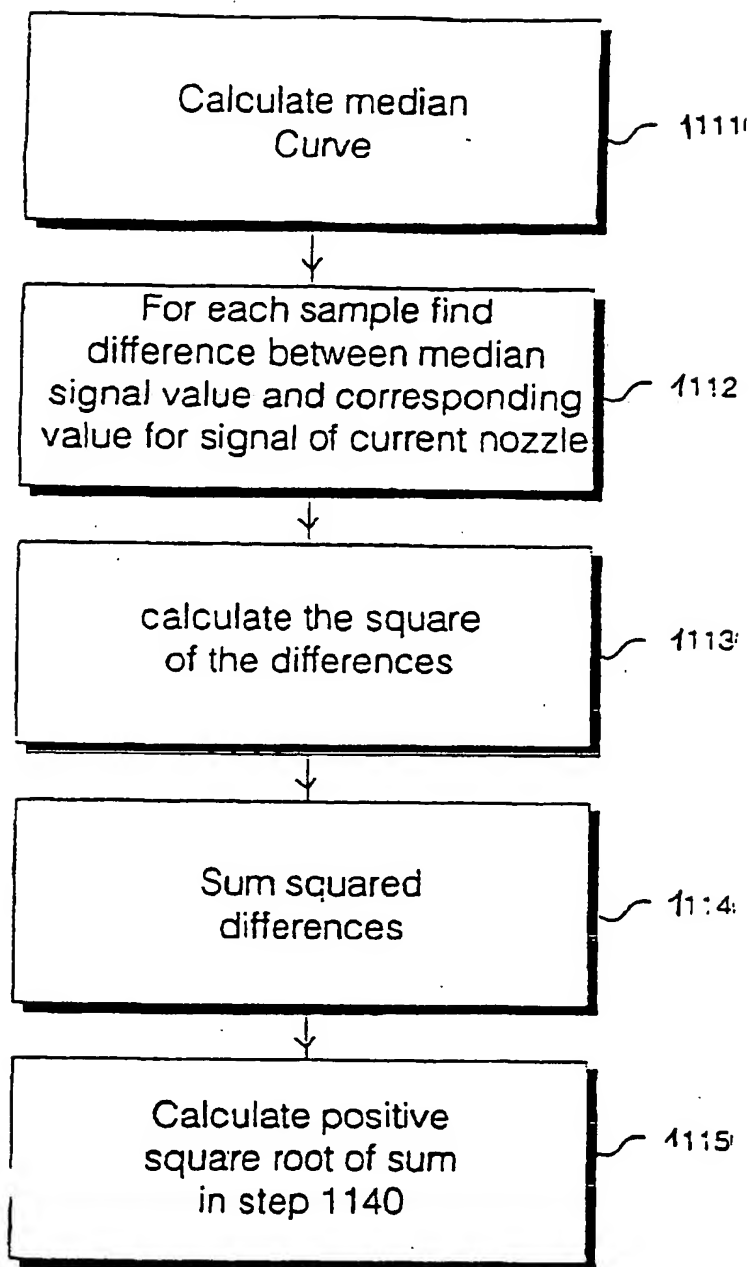 Calculate median
Curve
For each sample find
difference between median
signal value and corresponding
value for signal of current nozzle
1112
calculate the square
of the differences
1113
Sum squared
differences
1114
Calculate positive
square root of sum
in step 1140
1115